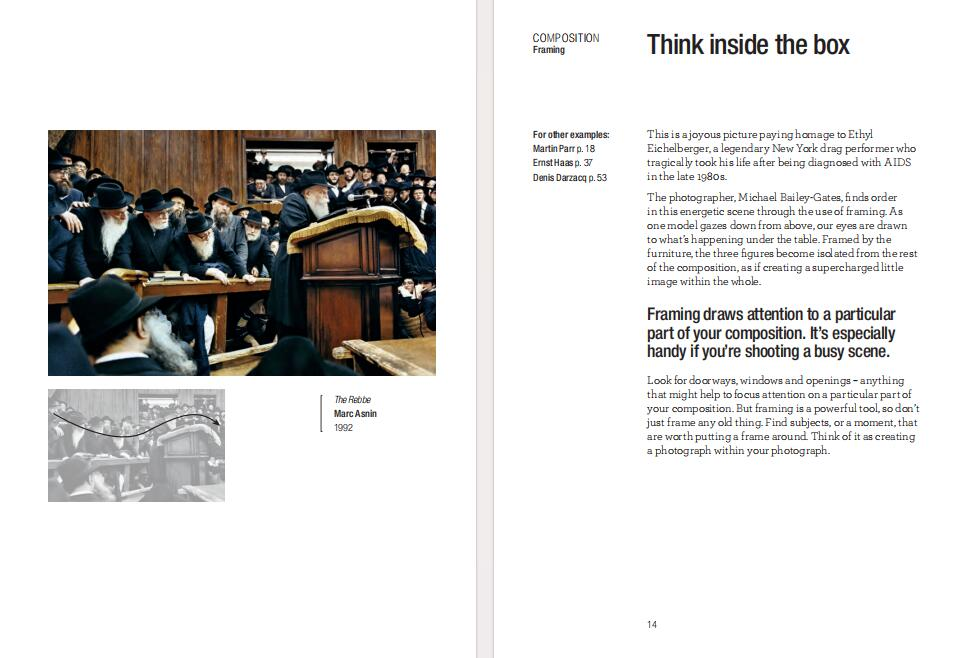 The Rebbe
Marc Asnin
1992
COMPOSITION
Framing
Think inside the box
For other examples:
Martin Parr p. 18
Ernst Haas p. 37
Denis Darzacq p. 53
This is a joyous picture paying homage to Ethyl
Eichelberger, a legendary New York drag performer who
tragically took his life after being diagnosed with AIDS
in the late 1980s.
The photographer, Michael Bailey-Gates, finds order
in this energetic scene through the use of framing. As
one model gazes down from above, our eyes are drawn
to what's happening under the table. Framed by the
furniture, the three figures become isolated from the rest
of the composition, as if creating a supercharged little
image within the whole.
Framing draws attention to a particular
part of your composition. It's especially
handy if you're shooting a busy scene.
Look for doorways, windows and openings – anything
that might help to focus attention on a particular part of
your composition. But framing is a powerful tool, so don't
just frame any old thing. Find subjects, or a moment, that
are worth putting a frame around. Think of it as creating
a photograph within your photograph.
14